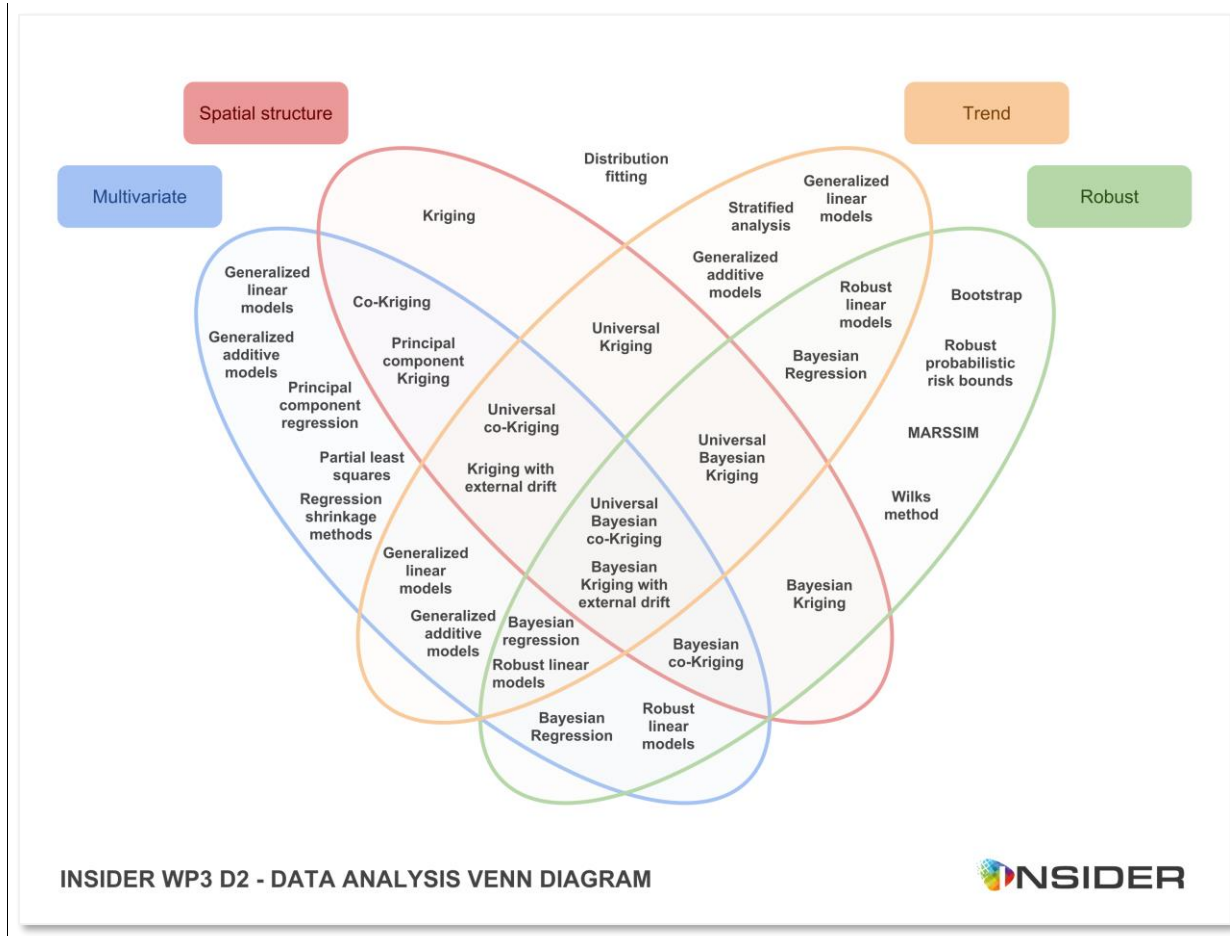 Spatial structure
Trend
Multivariate
Robust
Distribution
fitting
Kriging
Generalized
linear
models
Stratified
analysis
Generalized
additive
models
Generalized
linear
models
Co-Kriging
Generalized
additive
models
Principal
component
Kriging
Universal
Kriging
Robust
linear
models
Bootstrap
Bayesian
Regression
Robust
probabilistic
risk bounds
Principal
component
regression
Universal
co-Kriging
MARSSIM
Partial least
squares
Kriging with
external drift
Universal
Bayesian
Kriging
Regression
shrinkage
methods
Universal
Bayesian
co-Kriging
Wilks
method
Generalized
linear
models
Bayesian
Kriging with
external drift
Bayesian
Kriging
Generalized
additive
models
Bayesian
regression
Robust linear
models
Bayesian
co-Kriging
Bayesian
Regression
Robust
linear
models
INSIDER WP3 D2 - DATA ANALYSIS VENN DIAGRAM
INSIDER